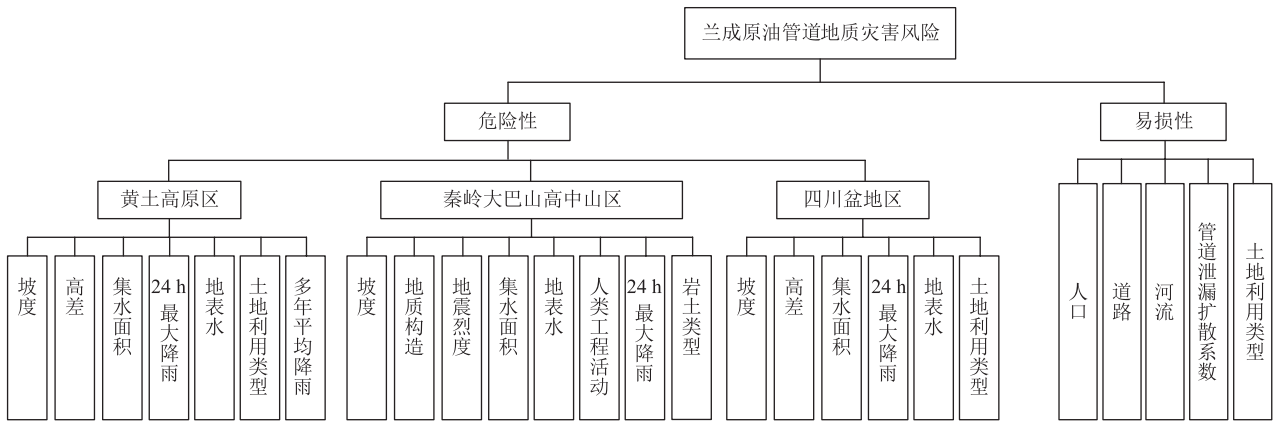 兰成原油管道地质灾害风险
危险性
易损性
黄土高原区
秦岭大巴山高中山区
四川盆地区
坡度
高差
集水面积
24 h最大降雨
地表水
土地利用类型
多年平均降雨
坡度
地质构造
地震烈度
集水面积
地表水
人类工程活动
24 h最大降雨
岩土类型
坡度
高差
集水面积
24 h最大降雨
地表水
土地利用类型
人口
道路
河流
管道泄漏扩散系数
土地利用类型